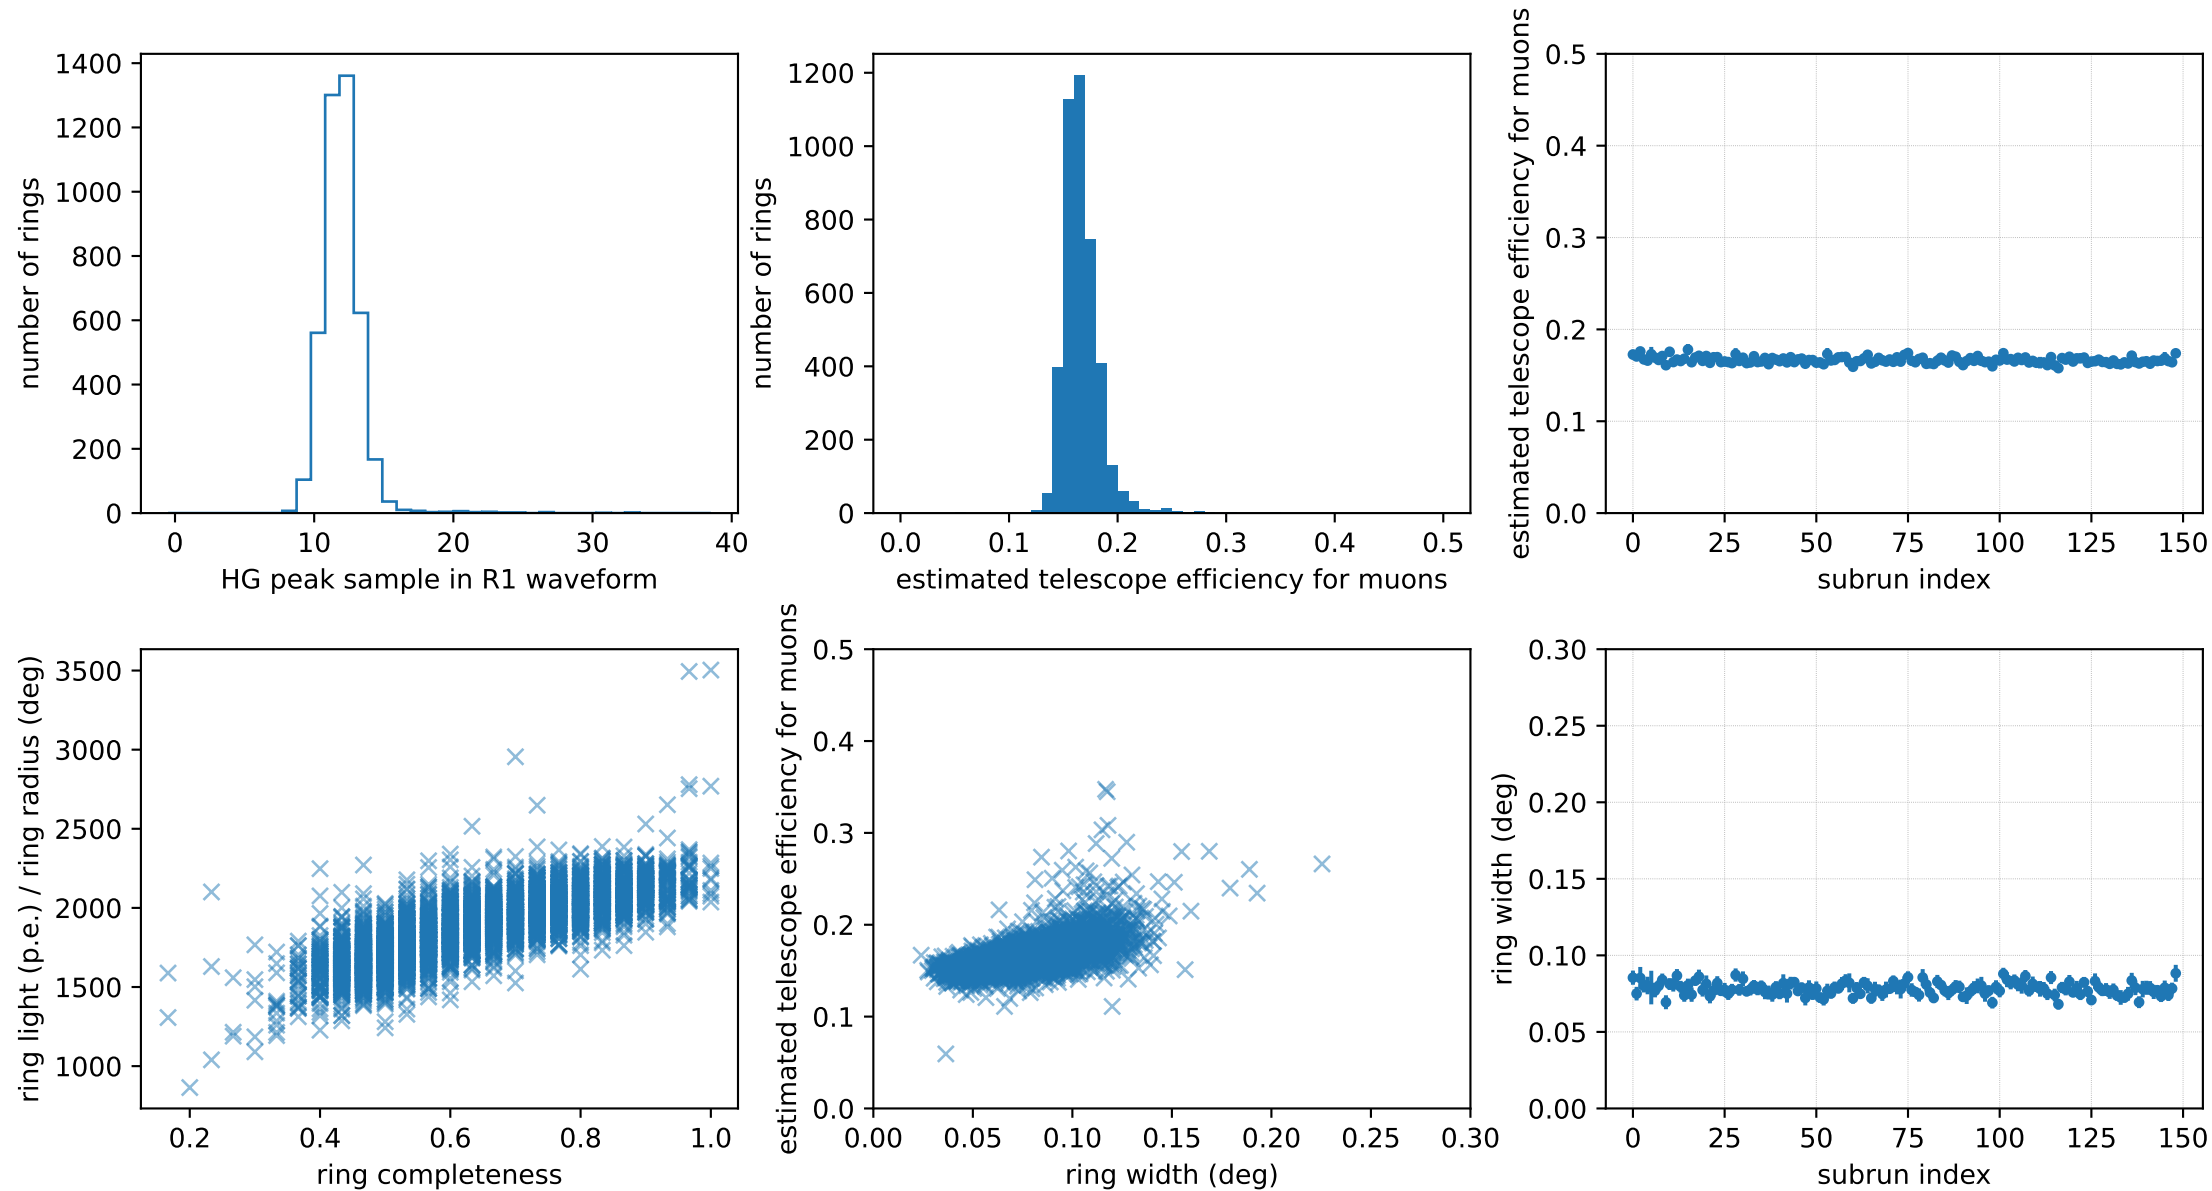 number of rings
1400
1200
1000
800
600
400
200
0
0 10 20 30 40
HG peak sample in R1 waveform
number of rings
1200
1000
800
600
400
200
0
0.0 0.1 0.2 0.3 0.4 0.5
estimated telescope efficiency for muons
estimated telescope efficiency for muons
0.5
0.4
0.3
0.2
0.1
0.0
0 25 50 75 100 125 150
subrun index
ring light (p.e.) / ring radius (deg)
3500
3000
2500
2000
1500
1000
0.2 0.4 0.6 0.8 1.0
ring completeness
estimated telescope efficiency for muons
0.5
0.4
0.3
0.2
0.1
0.0
0.00 0.05 0.10 0.15 0.20 0.25 0.30
ring width (deg)
ring width (deg)
0.30
0.25
0.20
0.15
0.10
0.05
0.00
0 25 50 75 100 125 150
subrun index